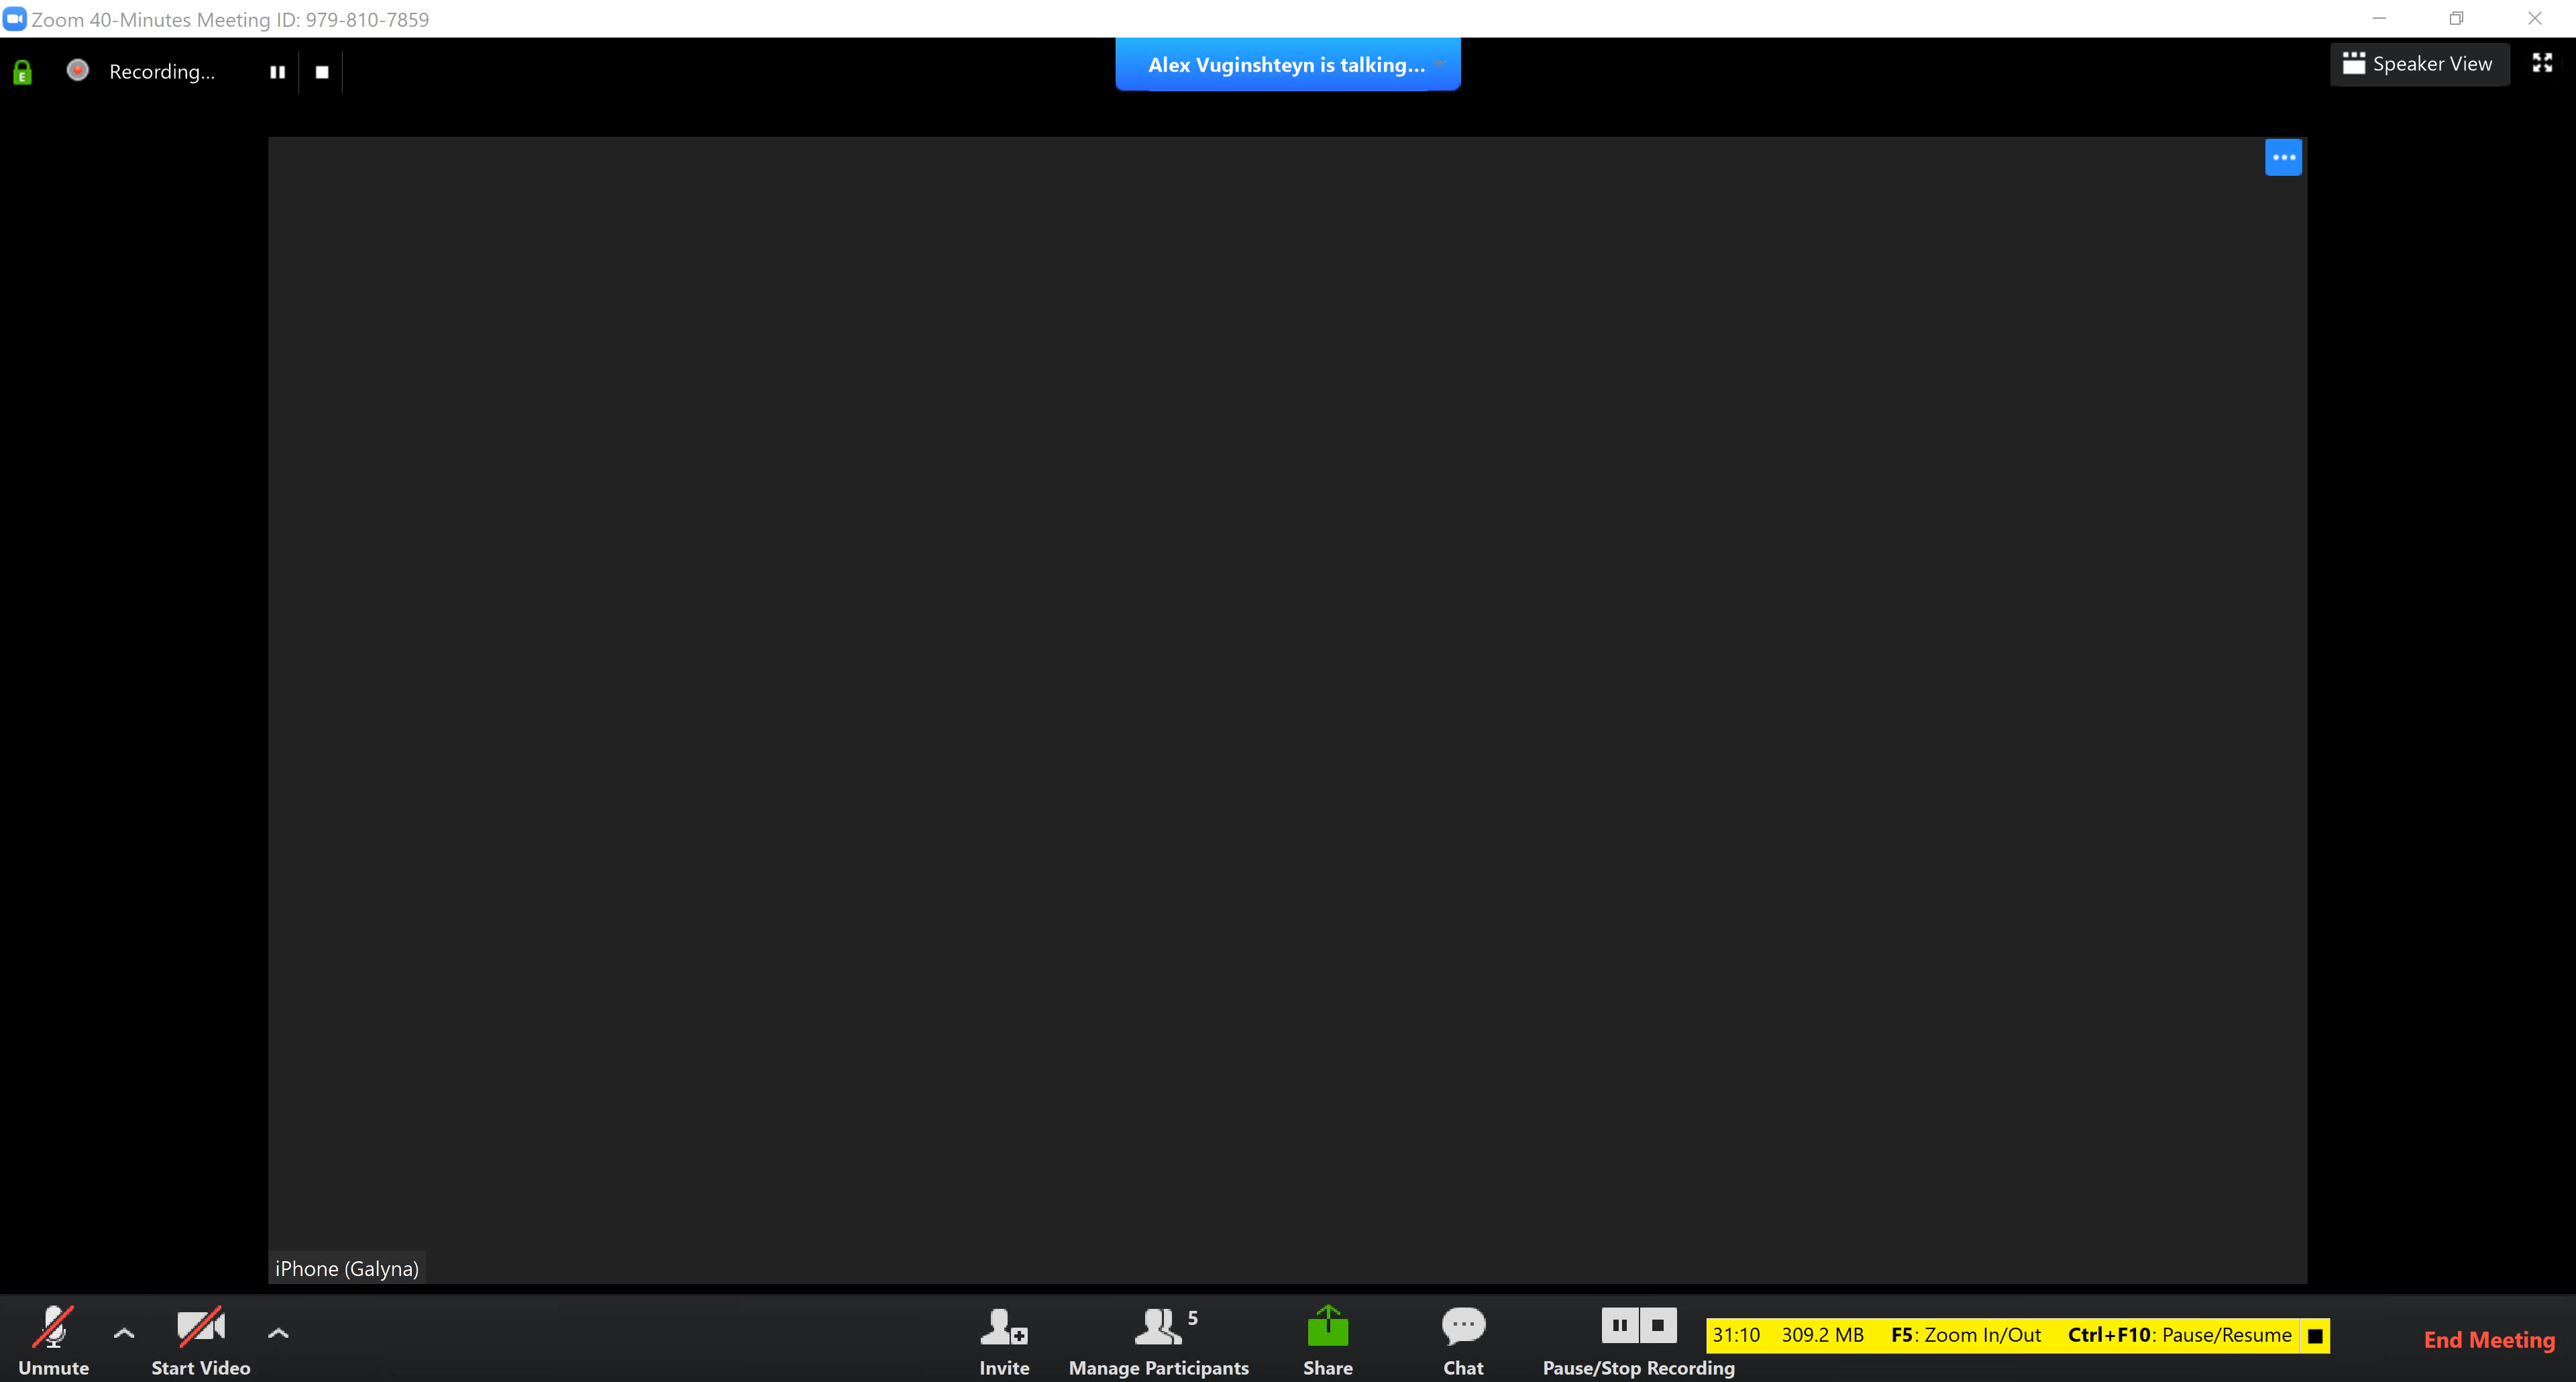 Zoom 40-Minutes Meeting ID: 979-810-7859
E Recording...
Alex Vuginshteyn is talking...
Speaker View
iPhone (Galyna)
Unmute
Start Video
Invite
5
Manage Participants
Share
Chat
Pause/Stop Recording
31:10 309.2 MB F5: Zoom In/Out Ctrl+F10: Pause/Resume
End Meeting